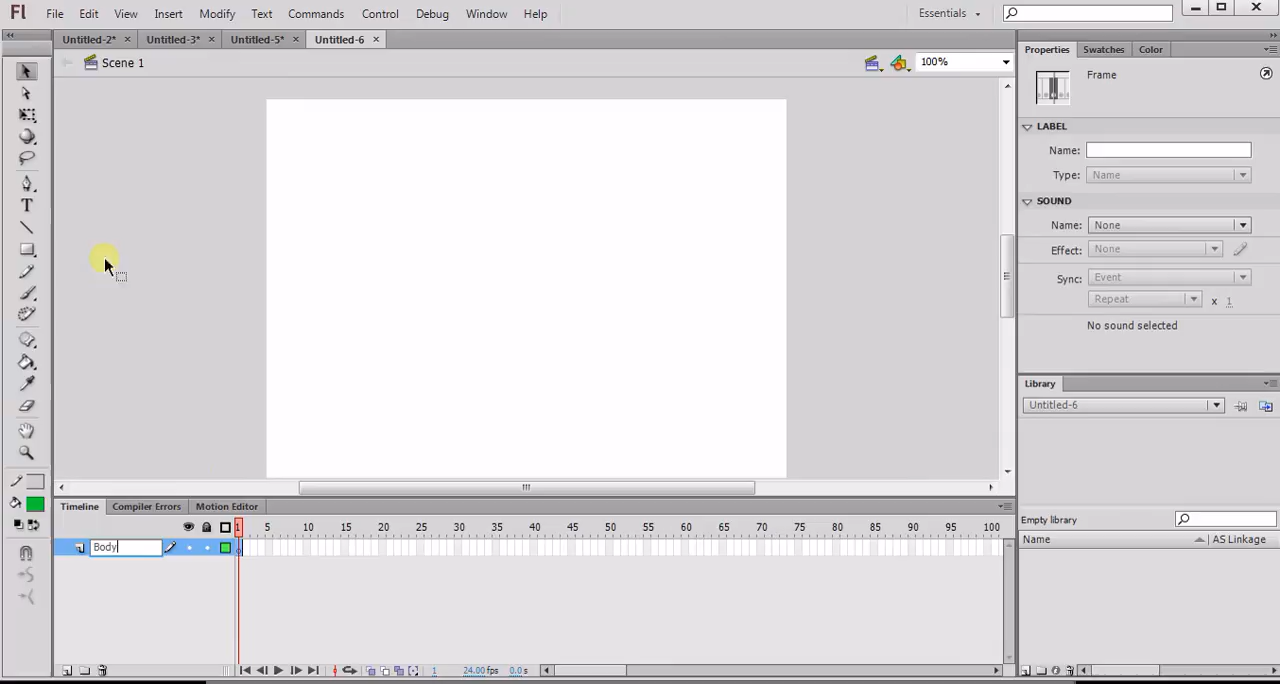 Fl File Edit View Insert Modify Control Text Commands Control Debug Window Help Essentials
Untitled-2* × Untitled-3* × Untitled-5* × Untitled-6 ×
Scene 1 100%
Properties Swatches Color
Frame
LABEL
Name:
Type: Name
SOUND
Name: None
Effect: None
Sync: Event
Repeat x 1
No sound selected
Library
Untitled-6
Empty library
Name AS Linkage
T
Timeline Compiler Errors Motion Editor
1 5 10 15 20 25 30 35 40 45 50 55 60 65 70 75 80 85 90 95 100
Body
1 24.00 fps 0.0 s